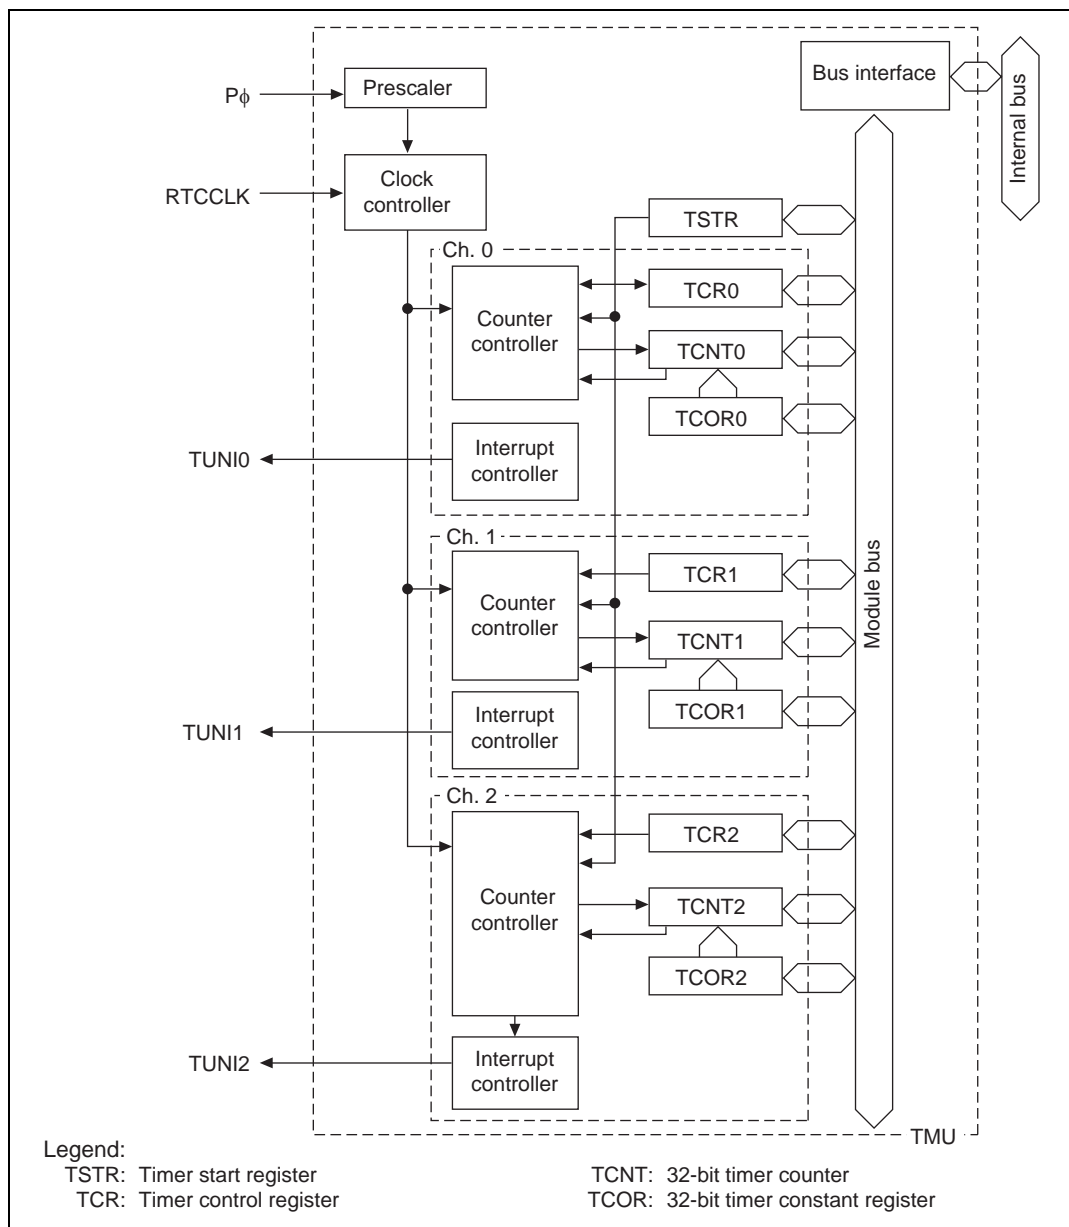 Bus interface
Internal bus
Pϕ
Prescaler
RTCCLK
Clock
controller
TSTR
Ch. 0
Counter
controller
TCR0
TCNT0
TCOR0
TUNI0
Interrupt
controller
Ch. 1
Counter
controller
TCR1
TCNT1
TCOR1
Module bus
TUNI1
Interrupt
controller
Ch. 2
Counter
controller
TCR2
TCNT2
TCOR2
TUNI2
Interrupt
controller
TMU
Legend:
TSTR: Timer start register
TCR: Timer control register
TCNT: 32-bit timer counter
TCOR: 32-bit timer constant register